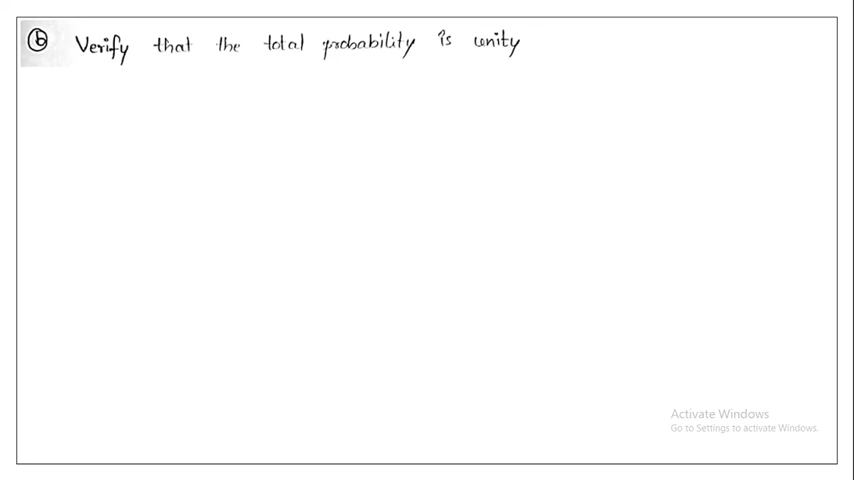 ⓑ Verify that the total probability is unity
Activate Windows
Go to Settings to activate Windows.